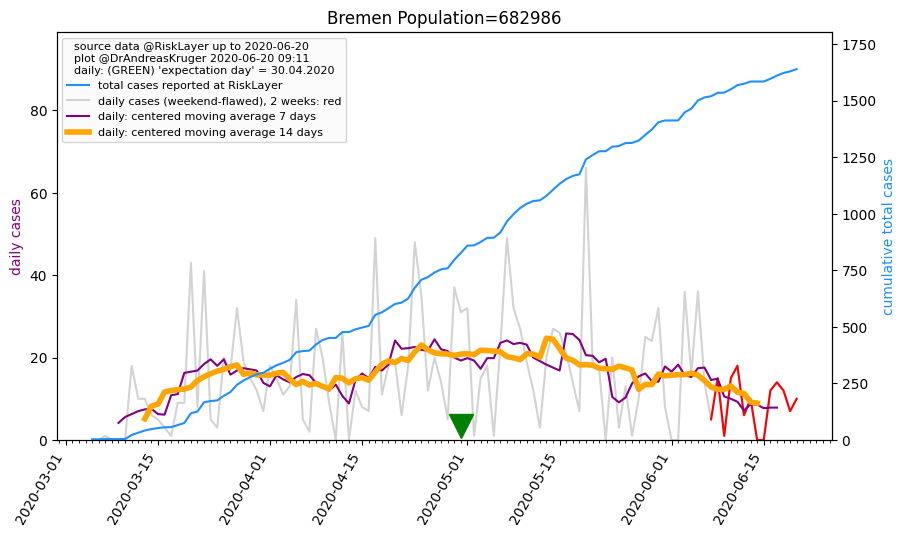 Bremen Population=682986
source data @RiskLayer up to 2020-06-20
plot @DrAndreasKruger 2020-06-20 09:11
daily: (GREEN) 'expectation day' = 30.04.2020
total cases reported at RiskLayer
daily cases (weekend-flawed), 2 weeks: red
daily: centered moving average 7 days
daily: centered moving average 14 days
daily cases
80
60
40
20
0
1750
1500
1250
1000
750
500
250
0
cumulative total cases
2020-03-01
2020-03-15
2020-04-01
2020-04-15
2020-05-01
2020-05-15
2020-06-01
2020-06-15